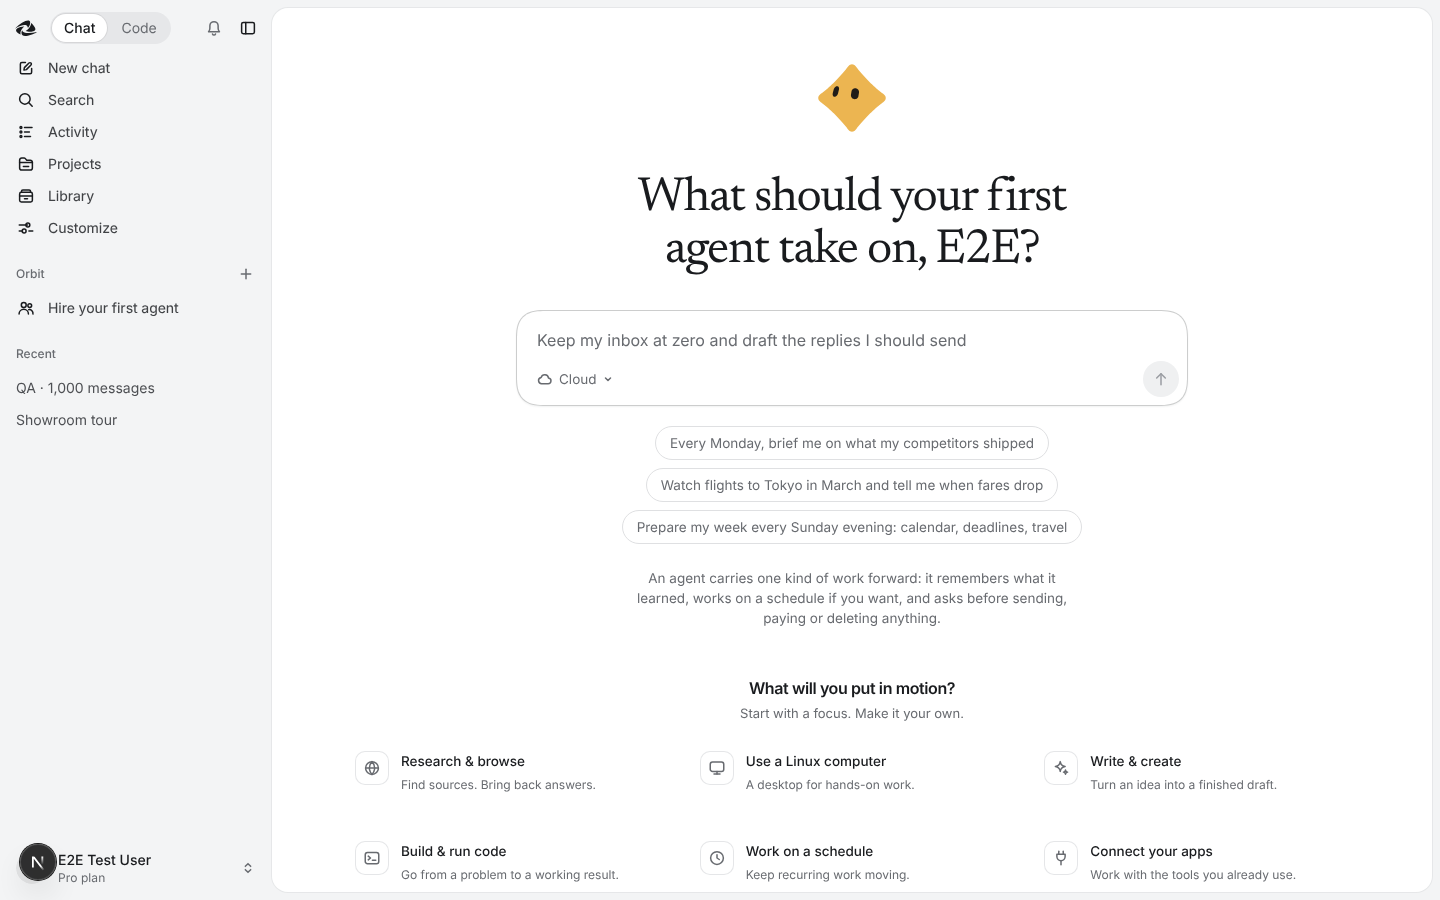 Chat
Code
New chat
Search
Activity
Projects
Library
Customize
Orbit
Hire your first agent
Recent
QA · 1,000 messages
Showroom tour
N
E2E Test User
Pro plan
What should your first
agent take on, E2E?
Keep my inbox at zero and draft the replies I should send
Cloud
Every Monday, brief me on what my competitors shipped
Watch flights to Tokyo in March and tell me when fares drop
Prepare my week every Sunday evening: calendar, deadlines, travel
An agent carries one kind of work forward: it remembers what it
learned, works on a schedule if you want, and asks before sending,
paying or deleting anything.
What will you put in motion?
Start with a focus. Make it your own.
Research & browse
Find sources. Bring back answers.
Use a Linux computer
A desktop for hands-on work.
Write & create
Turn an idea into a finished draft.
Build & run code
Go from a problem to a working result.
Work on a schedule
Keep recurring work moving.
Connect your apps
Work with the tools you already use.